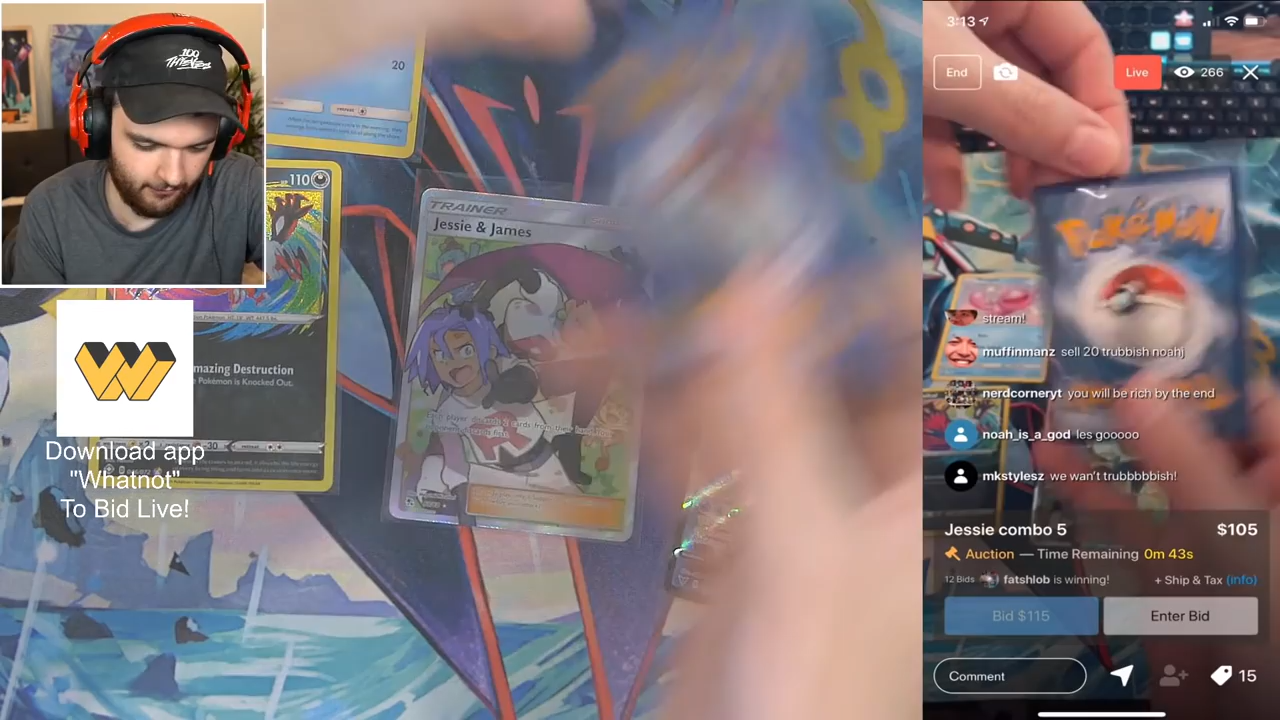 100
THIEVES
20
110
TRAINER
Jessie & James
mazing Destruction
Pokémon is Knocked Out.
30
Download app
"Whatnot"
To Bid Live!
3:13
End
Live
266
POKÉMON
stream!
muffinmanz sell 20 trubbish noahj
nerdcorneryt you will be rich by the end
noah_is_a_god les gooooo
mkstylesz we wan't trubbbbbish!
Jessie combo 5 $105
Auction — Time Remaining 0m 43s
12 Bids fatshlob is winning! + Ship & Tax (info)
Bid $115
Enter Bid
Comment
15